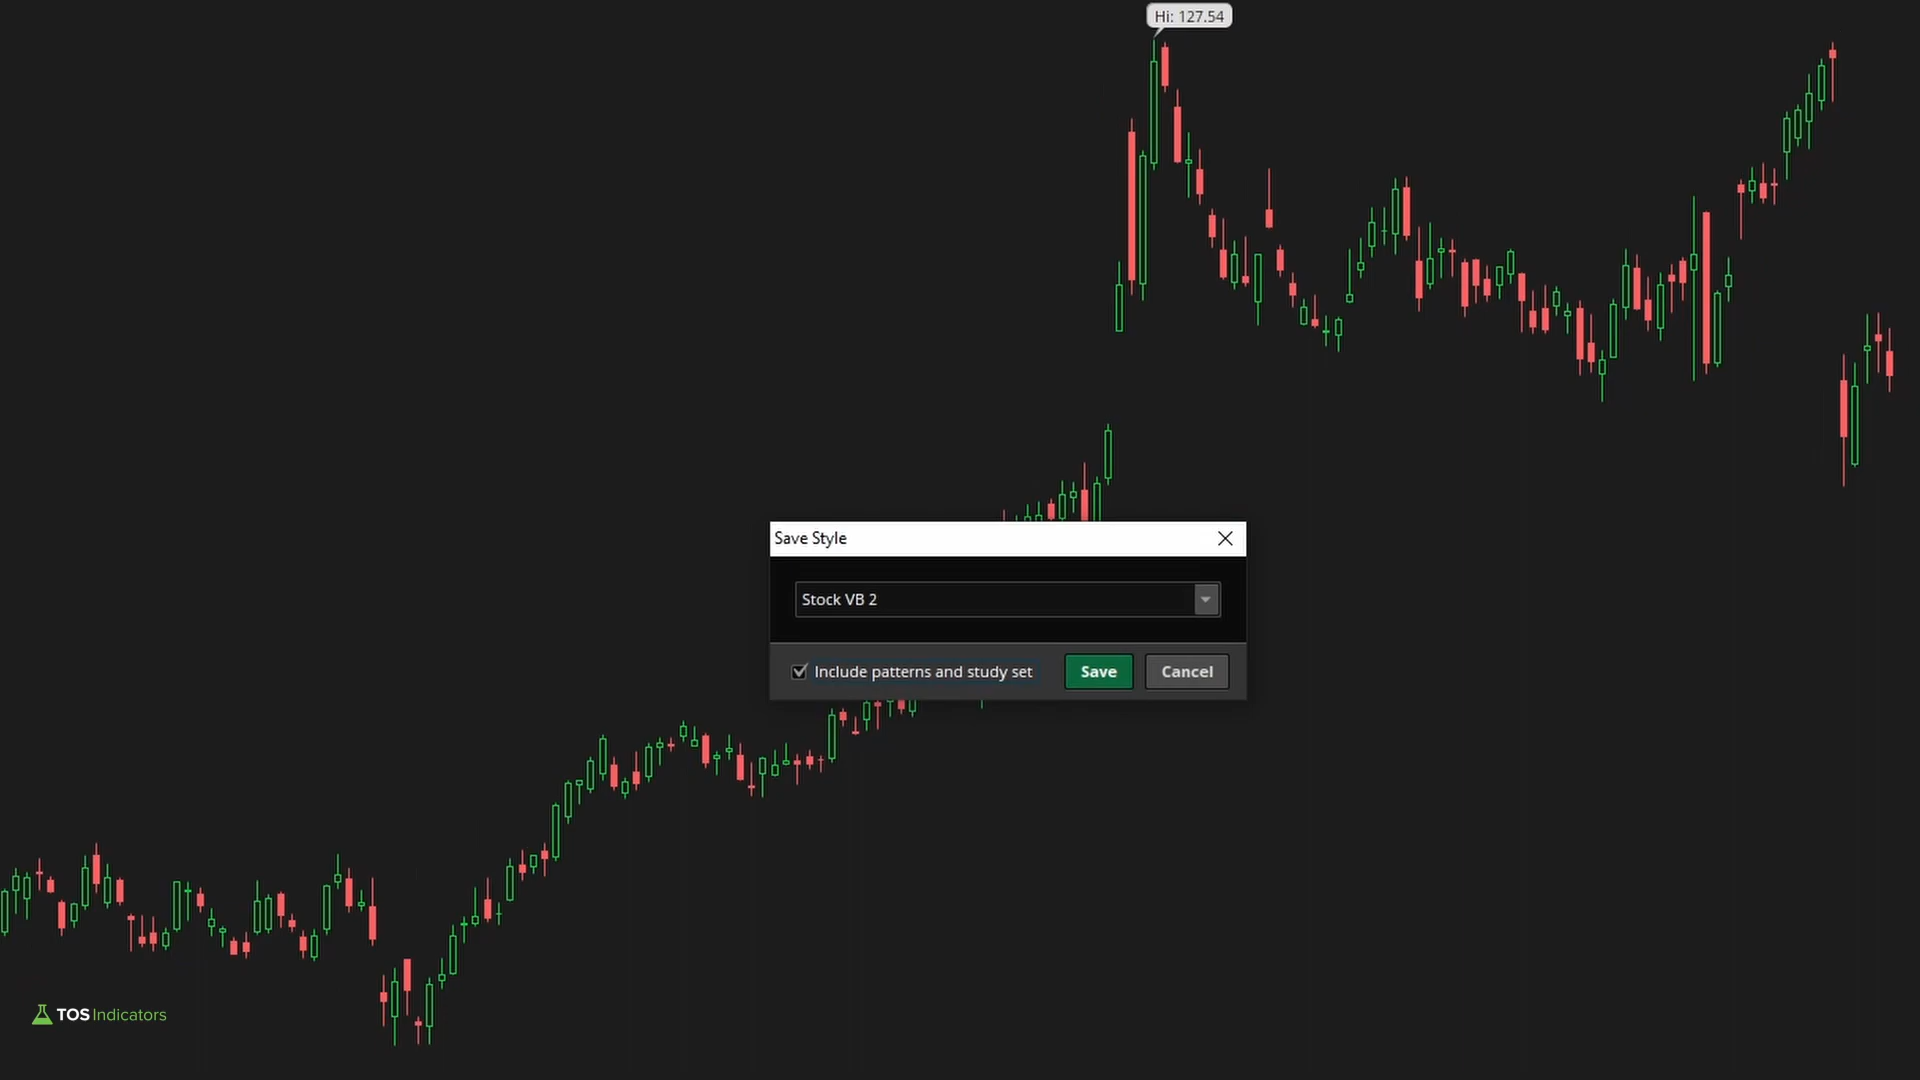 Hi: 127.54
Save Style
Stock VB 2
Include patterns and study set
Save
Cancel
TOS Indicators